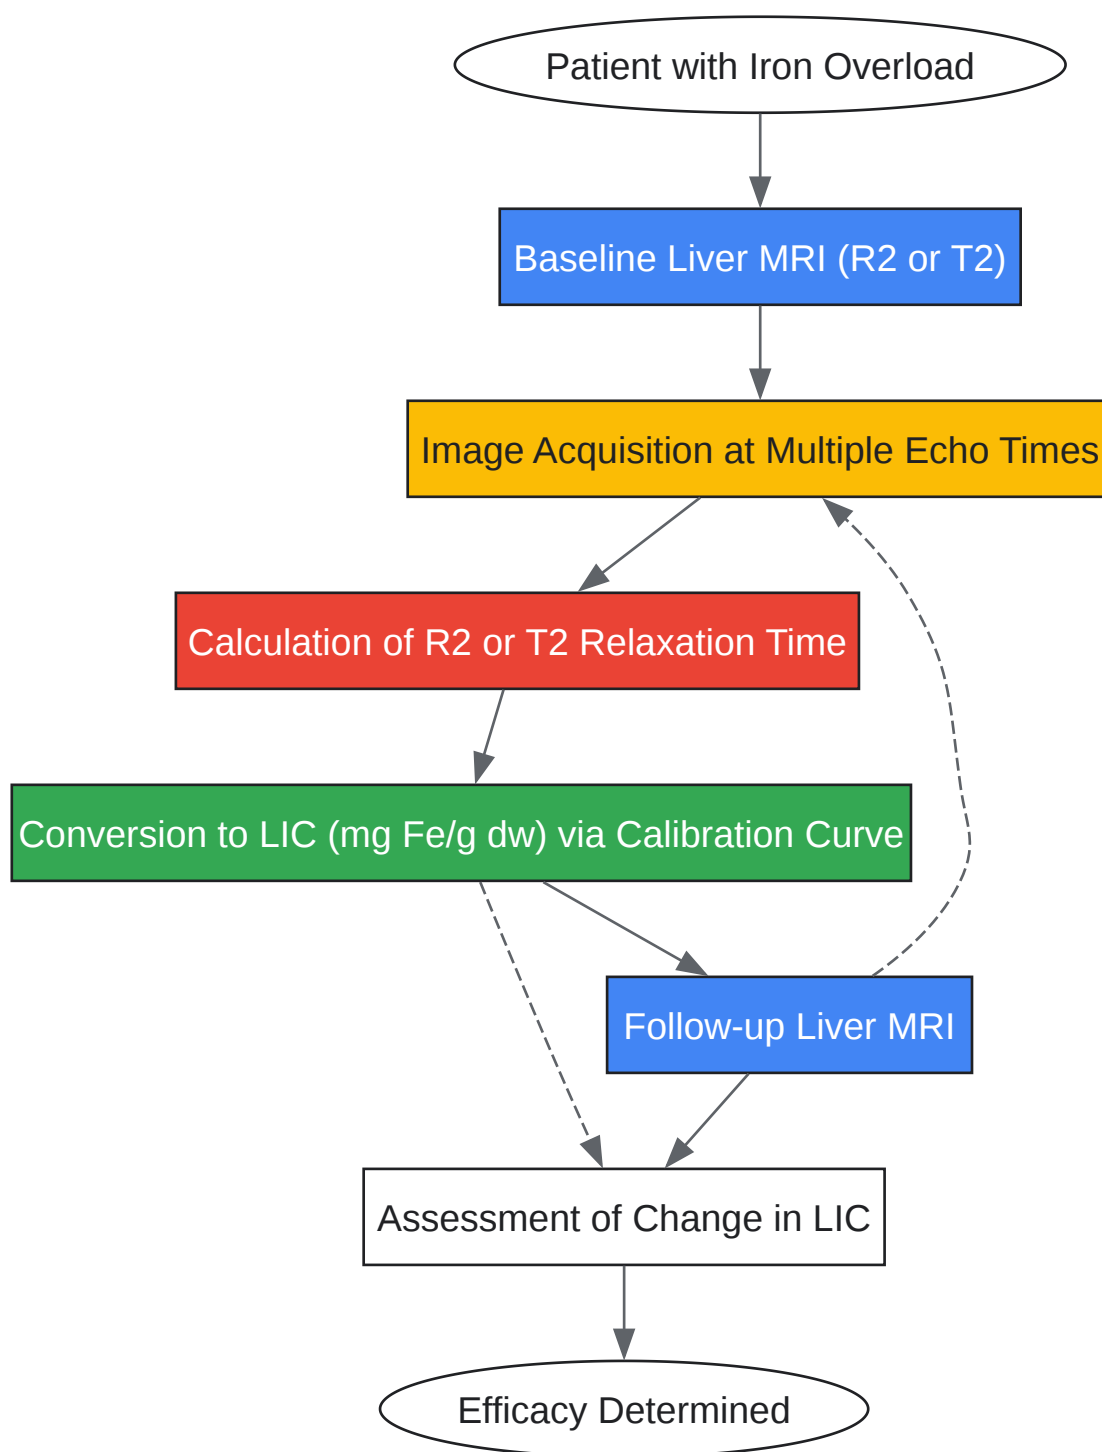 Patient with Iron Overload
Baseline Liver MRI (R2 or T2)
Image Acquisition at Multiple Echo Times
Calculation of R2 or T2 Relaxation Time
Conversion to LIC (mg Fe/g dw) via Calibration Curve
Follow-up Liver MRI
Assessment of Change in LIC
Efficacy Determined